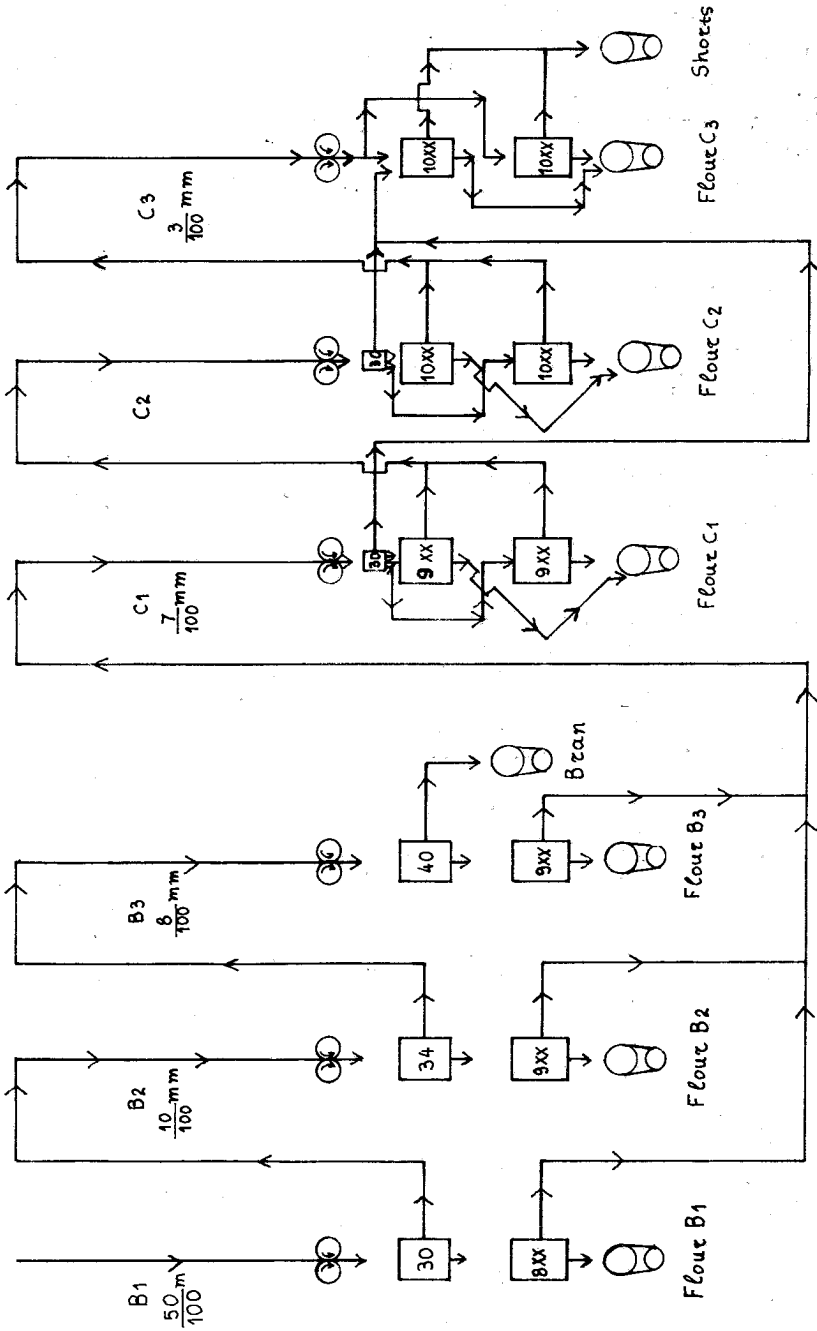 B1
50 m
100
B2
10 mm
100
B3
8 mm
100
C1
7 mm
100
C2
C3
3 mm
100
30
34
40
30
30
8XX
9XX
9XX
9XX
9XX
10XX
10XX
10XX
10XX
Bran
Flour B1
Flour B2
Flour B3
Flour C1
Flour C2
Flour C3
Shorts